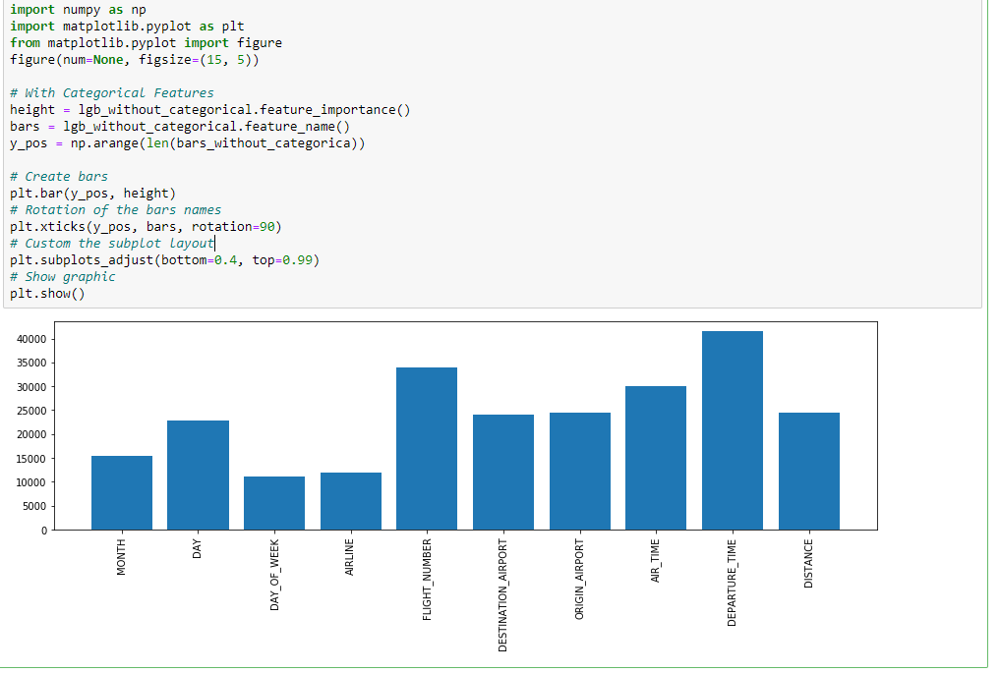 import numpy as np
import matplotlib.pyplot as plt
from matplotlib.pyplot import figure
figure(num=None, figsize=(15, 5))

# With Categorical Features
height = lgb_without_categorical.feature_importance()
bars = lgb_without_categorical.feature_name()
y_pos = np.arange(len(bars_without_categorica))

# Create bars
plt.bar(y_pos, height)
# Rotation of the bars names
plt.xticks(y_pos, bars, rotation=90)
# Custom the subplot layout
plt.subplots_adjust(bottom=0.4, top=0.99)
# Show graphic
plt.show()
40000
35000
30000
25000
20000
15000
10000
5000
0
MONTH
DAY
DAY_OF_WEEK
AIRLINE
FLIGHT_NUMBER
DESTINATION_AIRPORT
ORIGIN_AIRPORT
AIR_TIME
DEPARTURE_TIME
DISTANCE